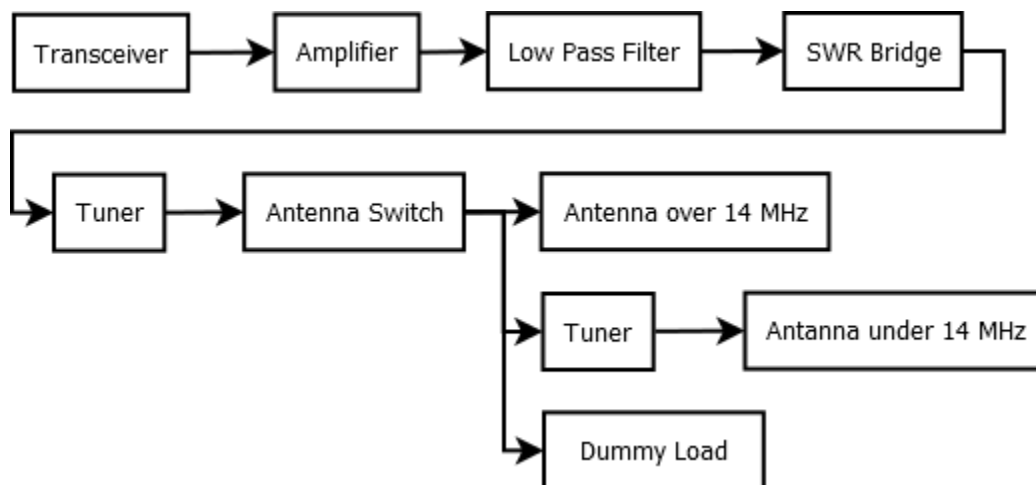 Transceiver
Amplifier
Low Pass Filter
SWR Bridge
Tuner
Antenna Switch
Antenna over 14 MHz
Tuner
Antanna under 14 MHz
Dummy Load